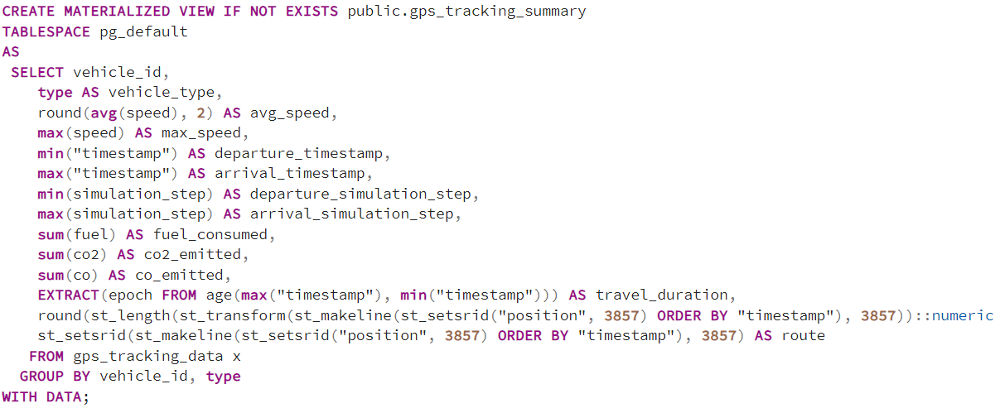 CREATE MATERIALIZED VIEW IF NOT EXISTS public.gps_tracking_summary
TABLESPACE pg_default
AS
SELECT vehicle_id,
type AS vehicle_type,
round(avg(speed), 2) AS avg_speed,
max(speed) AS max_speed,
min("timestamp") AS departure_timestamp,
max("timestamp") AS arrival_timestamp,
min(simulation_step) AS departure_simulation_step,
max(simulation_step) AS arrival_simulation_step,
sum(fuel) AS fuel_consumed,
sum(co2) AS co2_emitted,
sum(co) AS co_emitted,
EXTRACT(epoch FROM age(max("timestamp"), min("timestamp"))) AS travel_duration,
round(st_length(st_transform(st_makeline(st_setsrid("position", 3857) ORDER BY "timestamp"), 3857))::numeric
st_setsrid(st_makeline(st_setsrid("position", 3857) ORDER BY "timestamp"), 3857) AS route
FROM gps_tracking_data x
GROUP BY vehicle_id, type
WITH DATA;